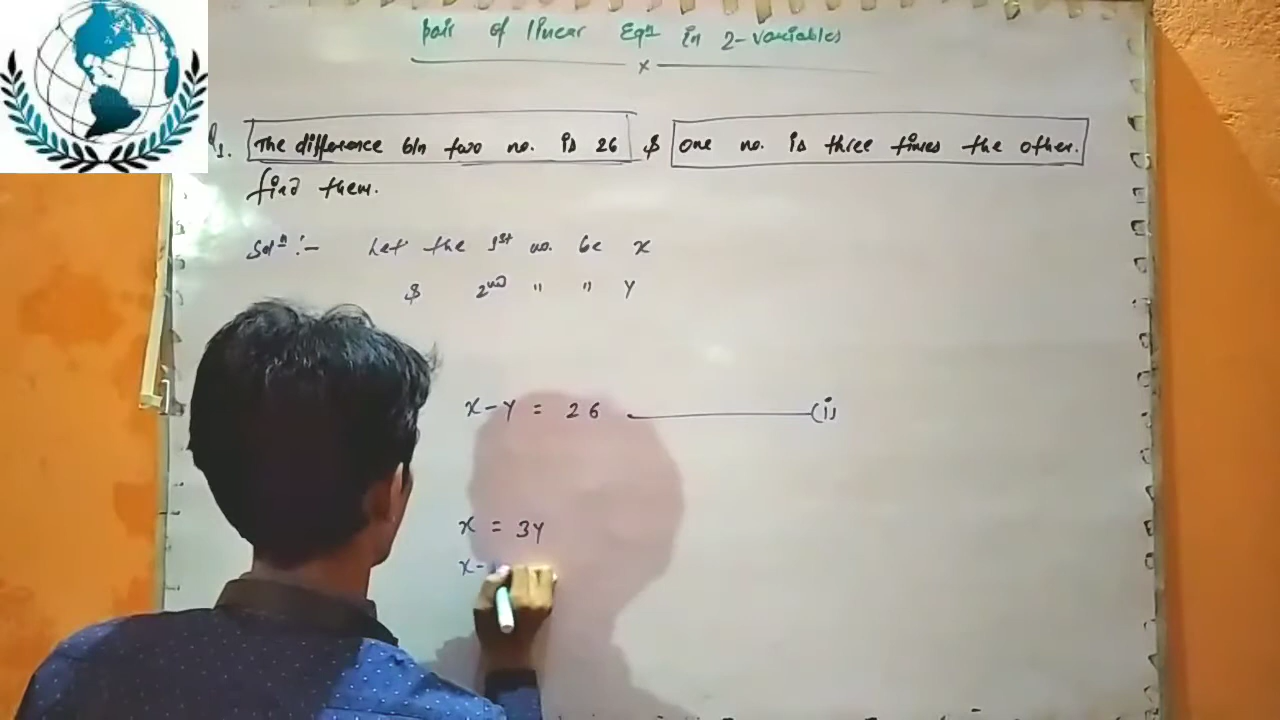 pair of linear Eqn in 2-variables
x
Q1. The difference b/n two no. is 26 & one no. is three times the other.
find them.
Soln:- Let the 1st no. be x
& 2nd " " y
x-y = 26 (i)
x = 3y
x-